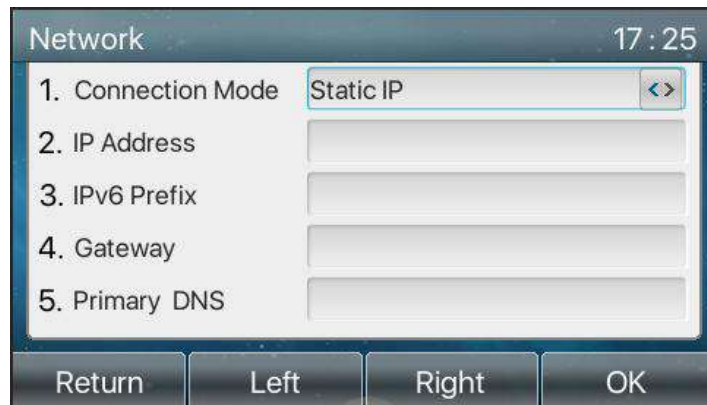 Network 17:25
1. Connection Mode Static IP <>
2. IP Address
3. IPv6 Prefix
4. Gateway
5. Primary DNS
Return Left Right OK